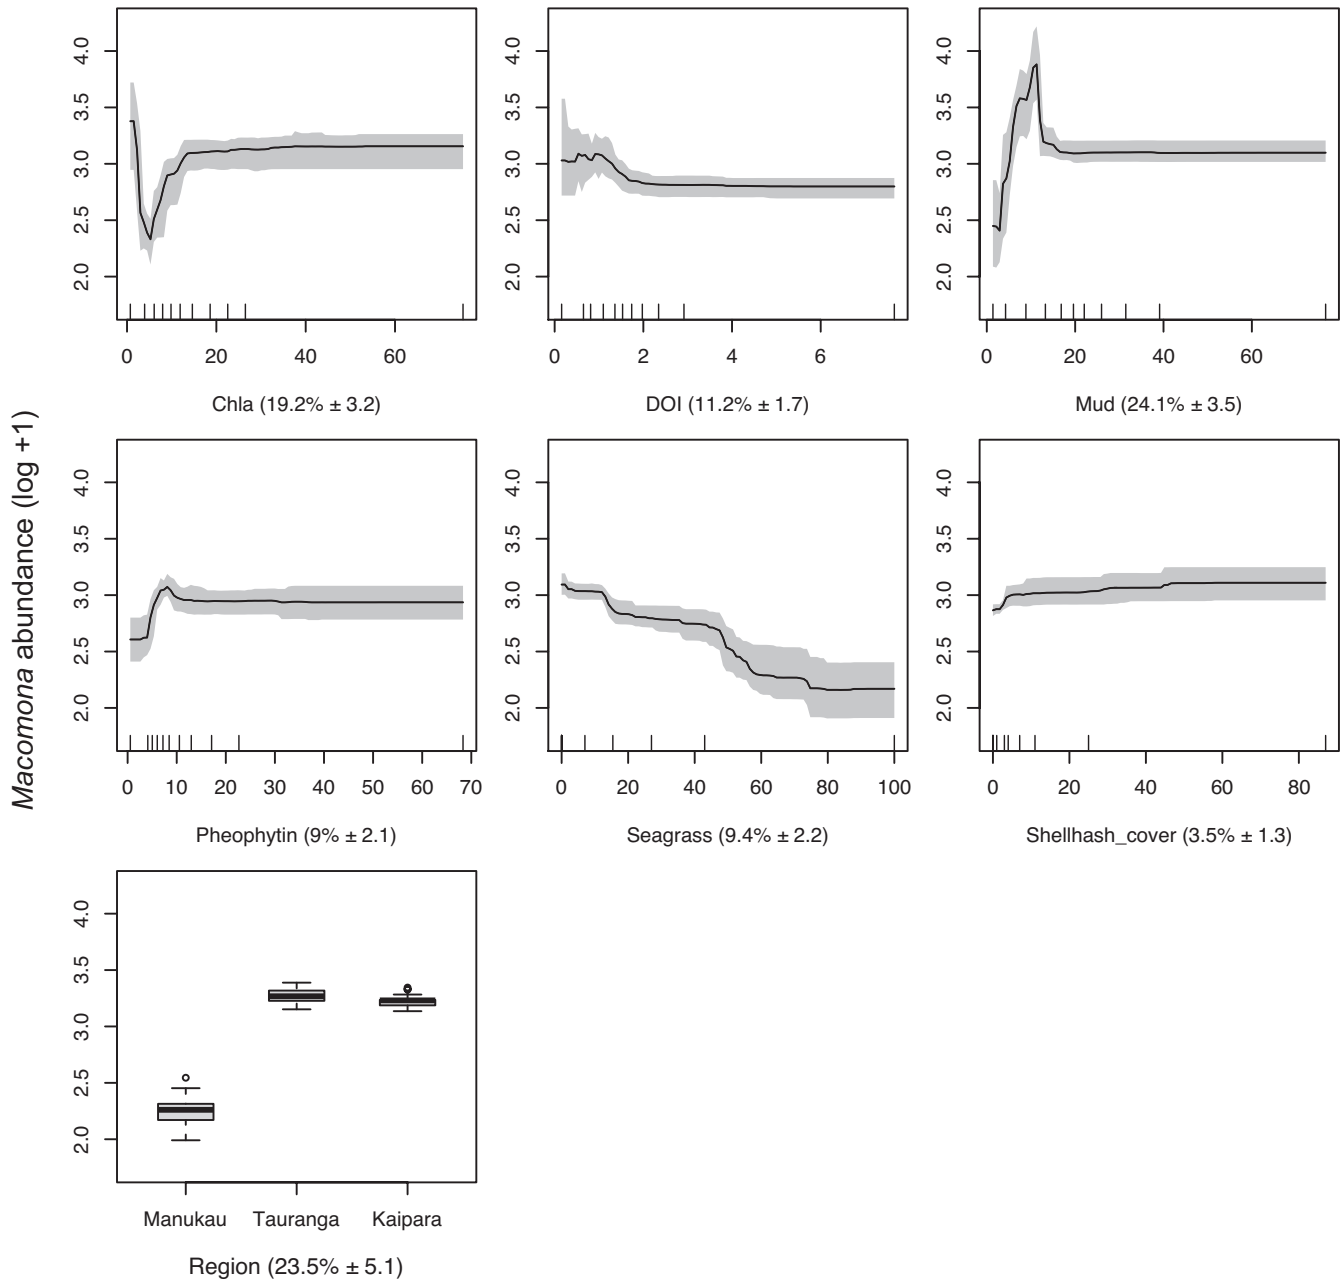 Macomona abundance (log +1)
4.0
3.5
3.0
2.5
2.0
0 20 40 60
Chla (19.2% ± 3.2)
4.0
3.5
3.0
2.5
2.0
0 2 4 6
DOI (11.2% ± 1.7)
4.0
3.5
3.0
2.5
2.0
0 20 40 60
Mud (24.1% ± 3.5)
4.0
3.5
3.0
2.5
2.0
0 10 20 30 40 50 60 70
Pheophytin (9% ± 2.1)
4.0
3.5
3.0
2.5
2.0
0 20 40 60 80 100
Seagrass (9.4% ± 2.2)
4.0
3.5
3.0
2.5
2.0
0 20 40 60 80
Shellhash_cover (3.5% ± 1.3)
4.0
3.5
3.0
2.5
2.0
Manukau Tauranga Kaipara
Region (23.5% ± 5.1)